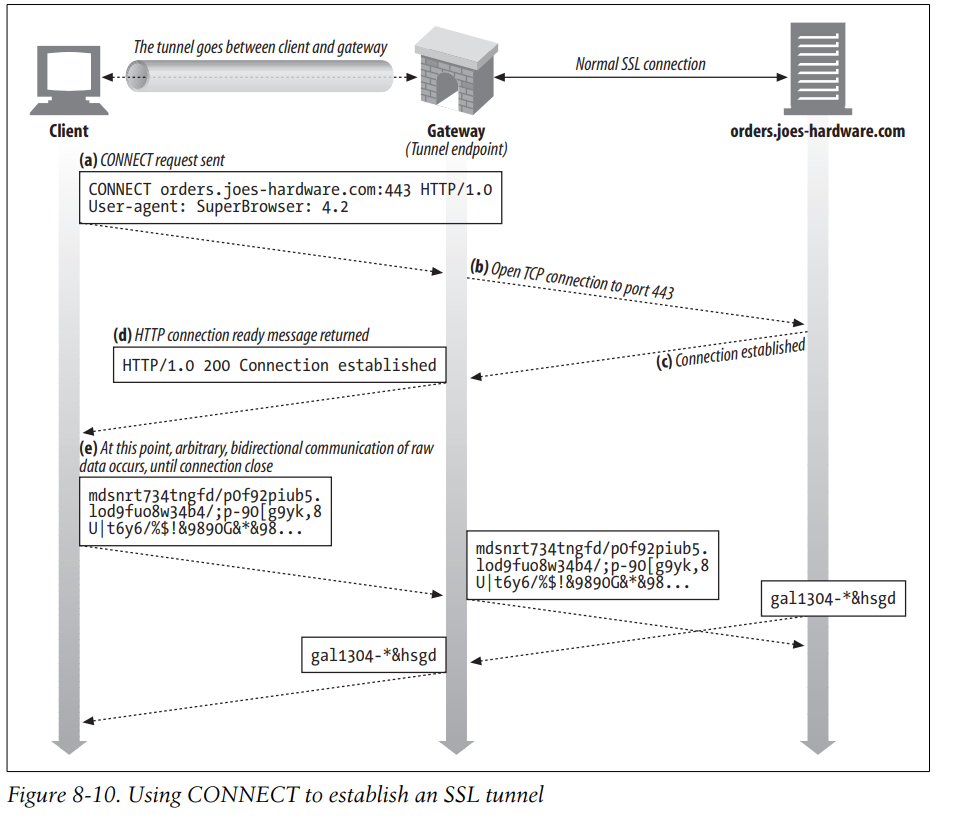 The tunnel goes between client and gateway
Normal SSL connection
Client
Gateway
(Tunnel endpoint)
orders.joes-hardware.com
(a) CONNECT request sent
CONNECT orders.joes-hardware.com:443 HTTP/1.0
User-agent: SuperBrowser: 4.2
(b) Open TCP connection to port 443
(c) Connection established
(d) HTTP connection ready message returned
HTTP/1.0 200 Connection established
(e) At this point, arbitrary, bidirectional communication of raw
data occurs, until connection close
mdsnrt734tngfd/pOf92piub5.
lod9fuo8w34b4/;p-90[g9yk,8
U|t6y6/%$!&9890G&*&98...
mdsnrt734tngfd/pOf92piub5.
lod9fuo8w34b4/;p-90[g9yk,8
U|t6y6/%$!&9890G&*&98...
gal1304-*&hsgd
gal1304-*&hsgd
Figure 8-10. Using CONNECT to establish an SSL tunnel